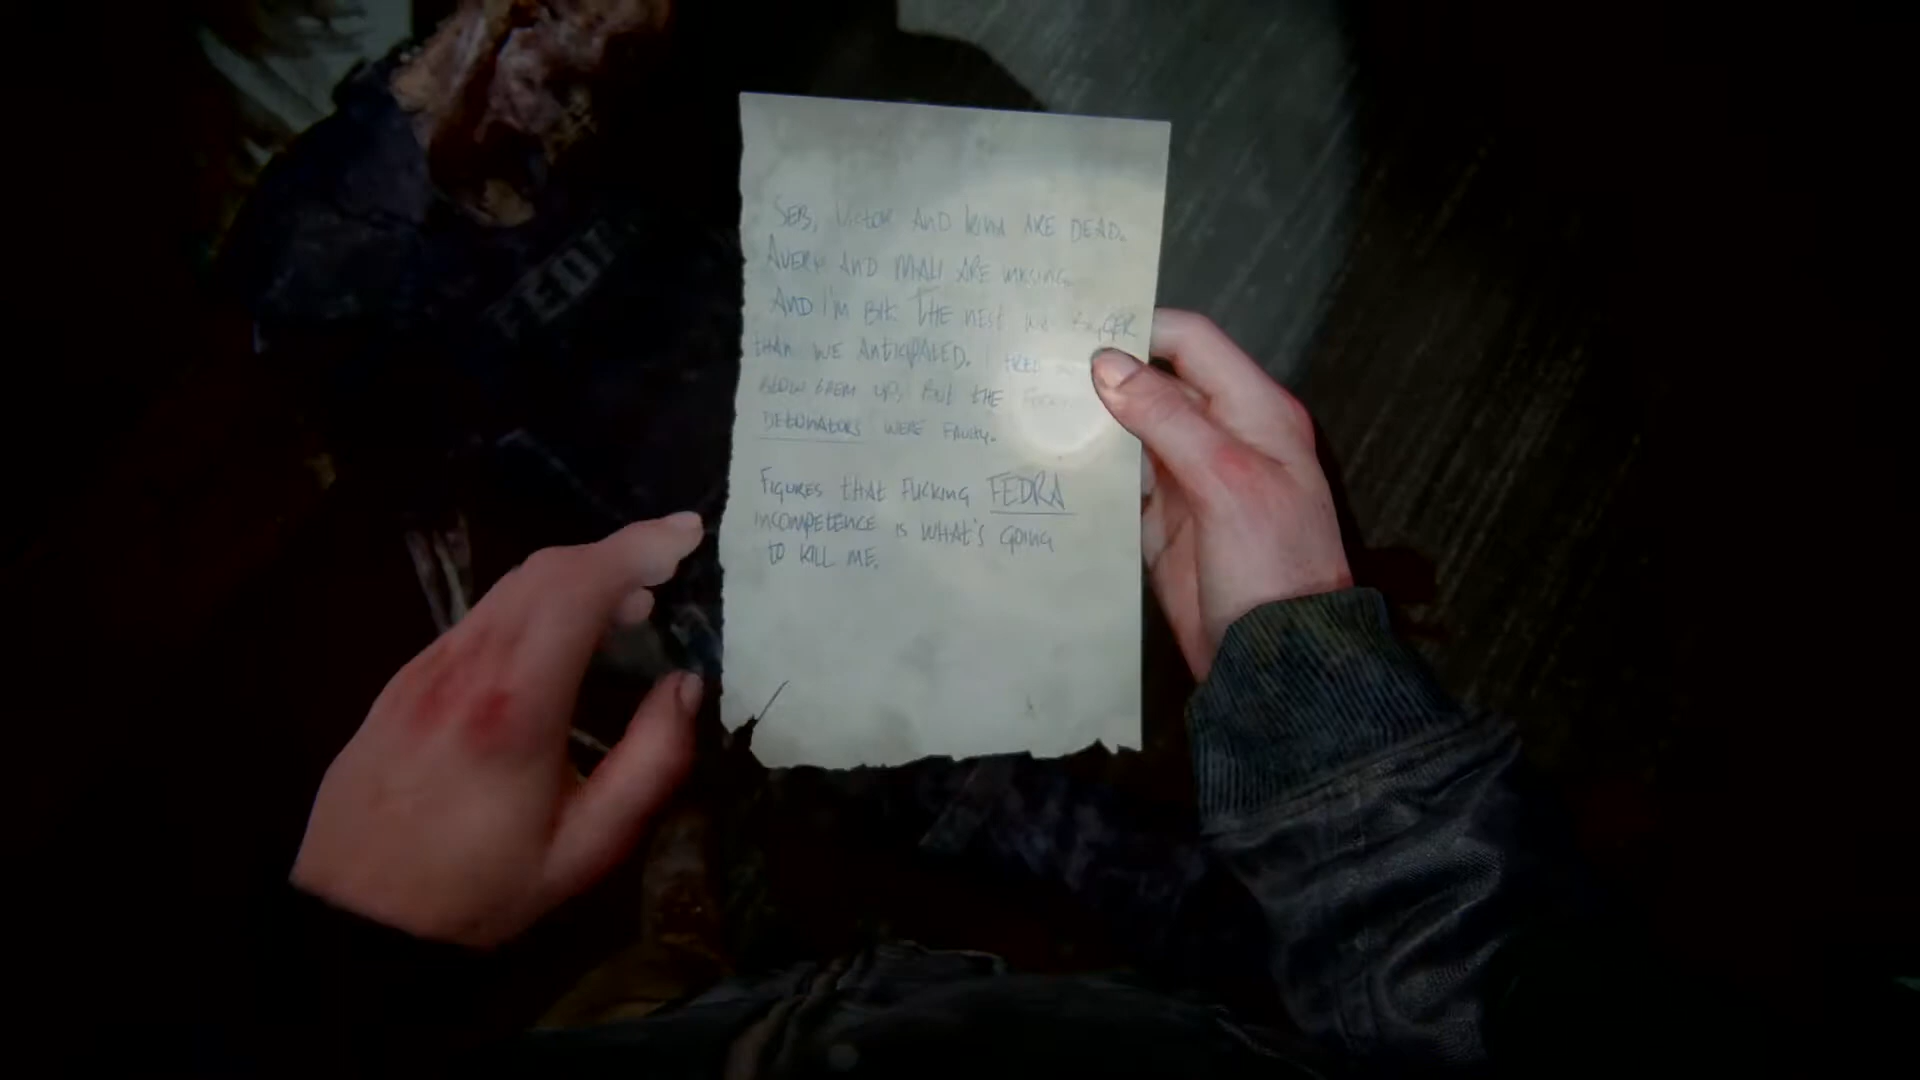 FEDR
SEB, VICTOR AND ARE DEAD.
AVERY AND MALI ARE MISSING.
AND I'M BIT. THE NEST WAS BIGGER
THAN WE ANTICIPATED. I TRIED
BLOW THEM UP, BUT THE
DETONATORS WERE FAULTY.
FIGURES THAT FUCKING FEDRA
INCOMPETENCE IS WHAT'S GOING
TO KILL ME.